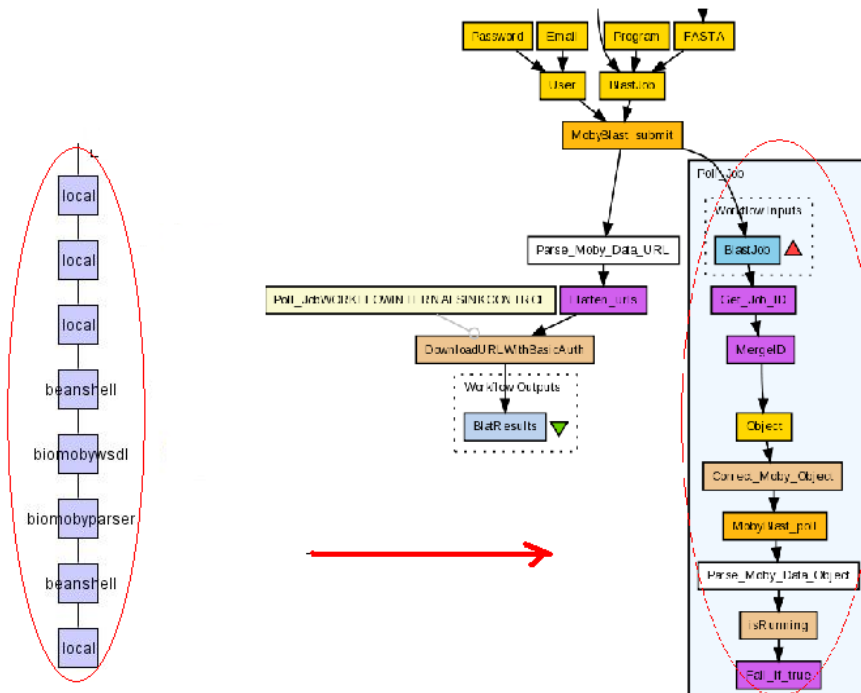 Password Email Program FASTA
User BlastJob
MobyBlast_submit
Poll_Job
Workflow Inputs
BlastJob
Parse_Moby_Data_URL
Poll_JobWORKFLOWINTERNALSINKCONTROL Flatten_urls Get_Job_ID
DownloadURLWithBasicAuth MergeID
Workflow Outputs
BlatResults Object
Correct_Moby_Object
MobyBlast_poll
Parse_Moby_Data_Object
IsRunning
Fail_if_true
local
local
local
beanshell
biomobywsdl
biomobyparser
beanshell
local